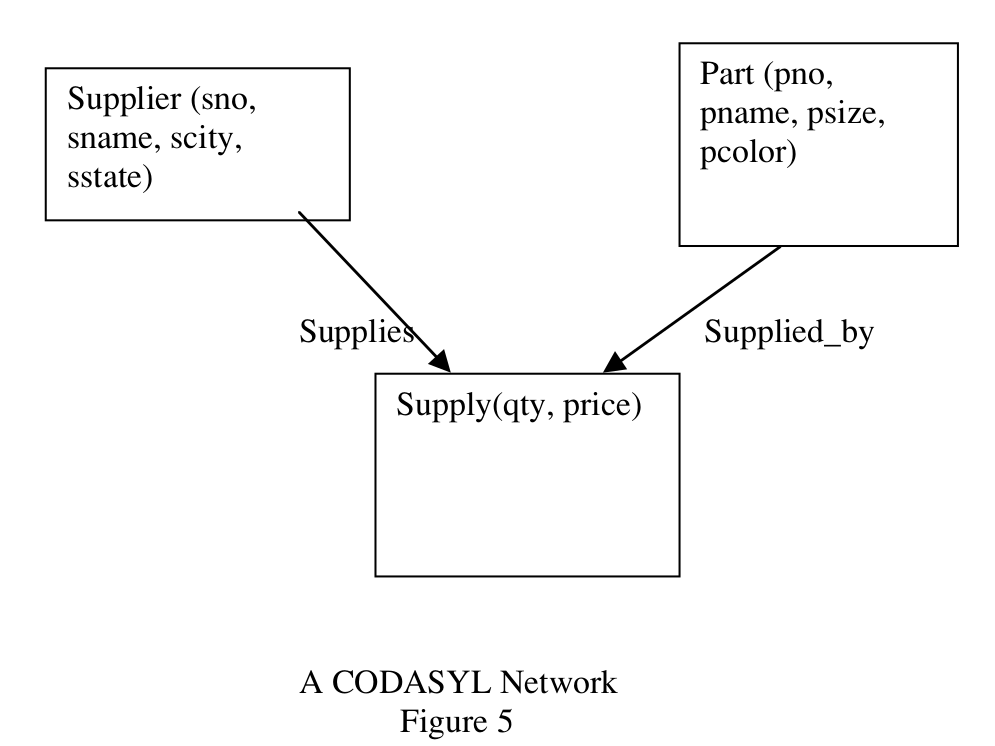 Supplier (sno,
sname, scity,
sstate)
Part (pno,
pname, psize,
pcolor)
Supplies
Supplied_by
Supply(qty, price)
A CODASYL Network
Figure 5